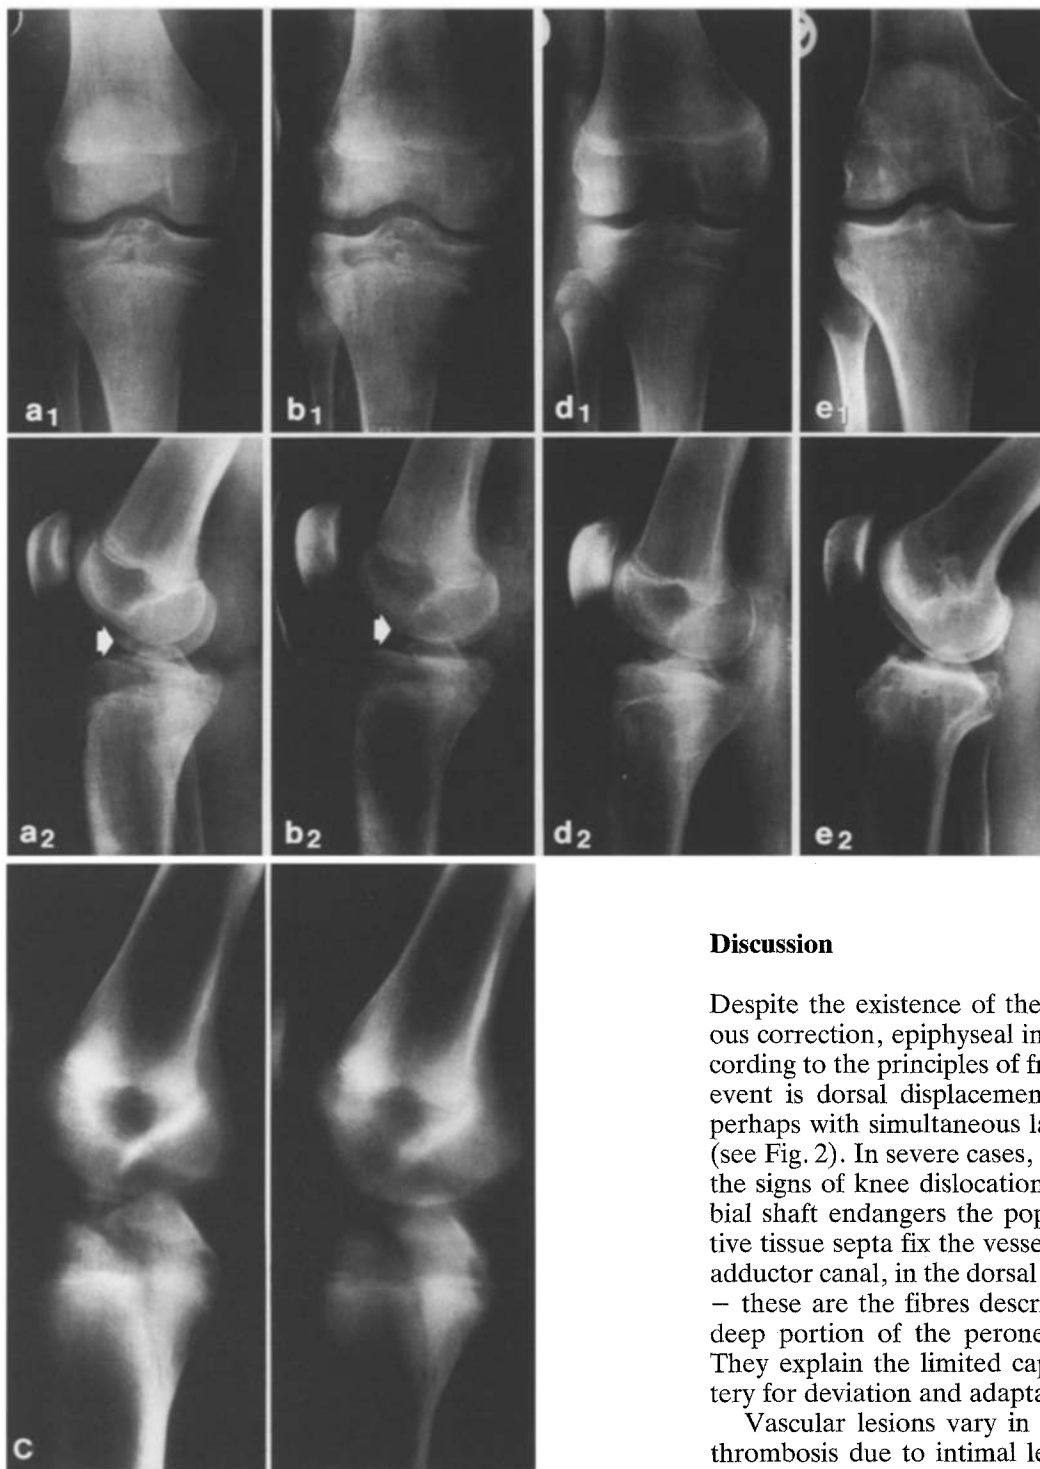 a1
b1
d1
e1
a2
b2
d2
e2
c
Discussion
Despite the existence of the
ous correction, epiphyseal in
cording to the principles of fr
event is dorsal displacemen
perhaps with simultaneous la
(see Fig. 2). In severe cases,
the signs of knee dislocation
bial shaft endangers the pop
tive tissue septa fix the vesse
adductor canal, in the dorsal
– these are the fibres descri
deep portion of the perone
They explain the limited cap
tery for deviation and adapta
Vascular lesions vary in
thrombosis due to intimal le